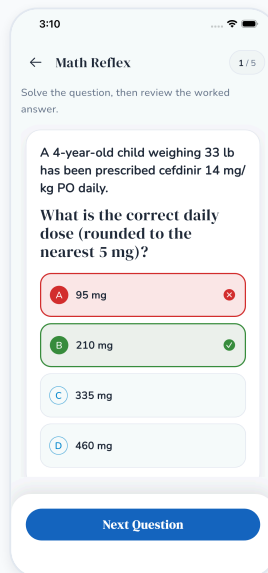 3:10
Math Reflex
1 / 5
Solve the question, then review the worked
answer.
A 4-year-old child weighing 33 lb
has been prescribed cefdinir 14 mg/
kg PO daily.
What is the correct daily
dose (rounded to the
nearest 5 mg)?
A 95 mg
B 210 mg
C 335 mg
D 460 mg
Next Question